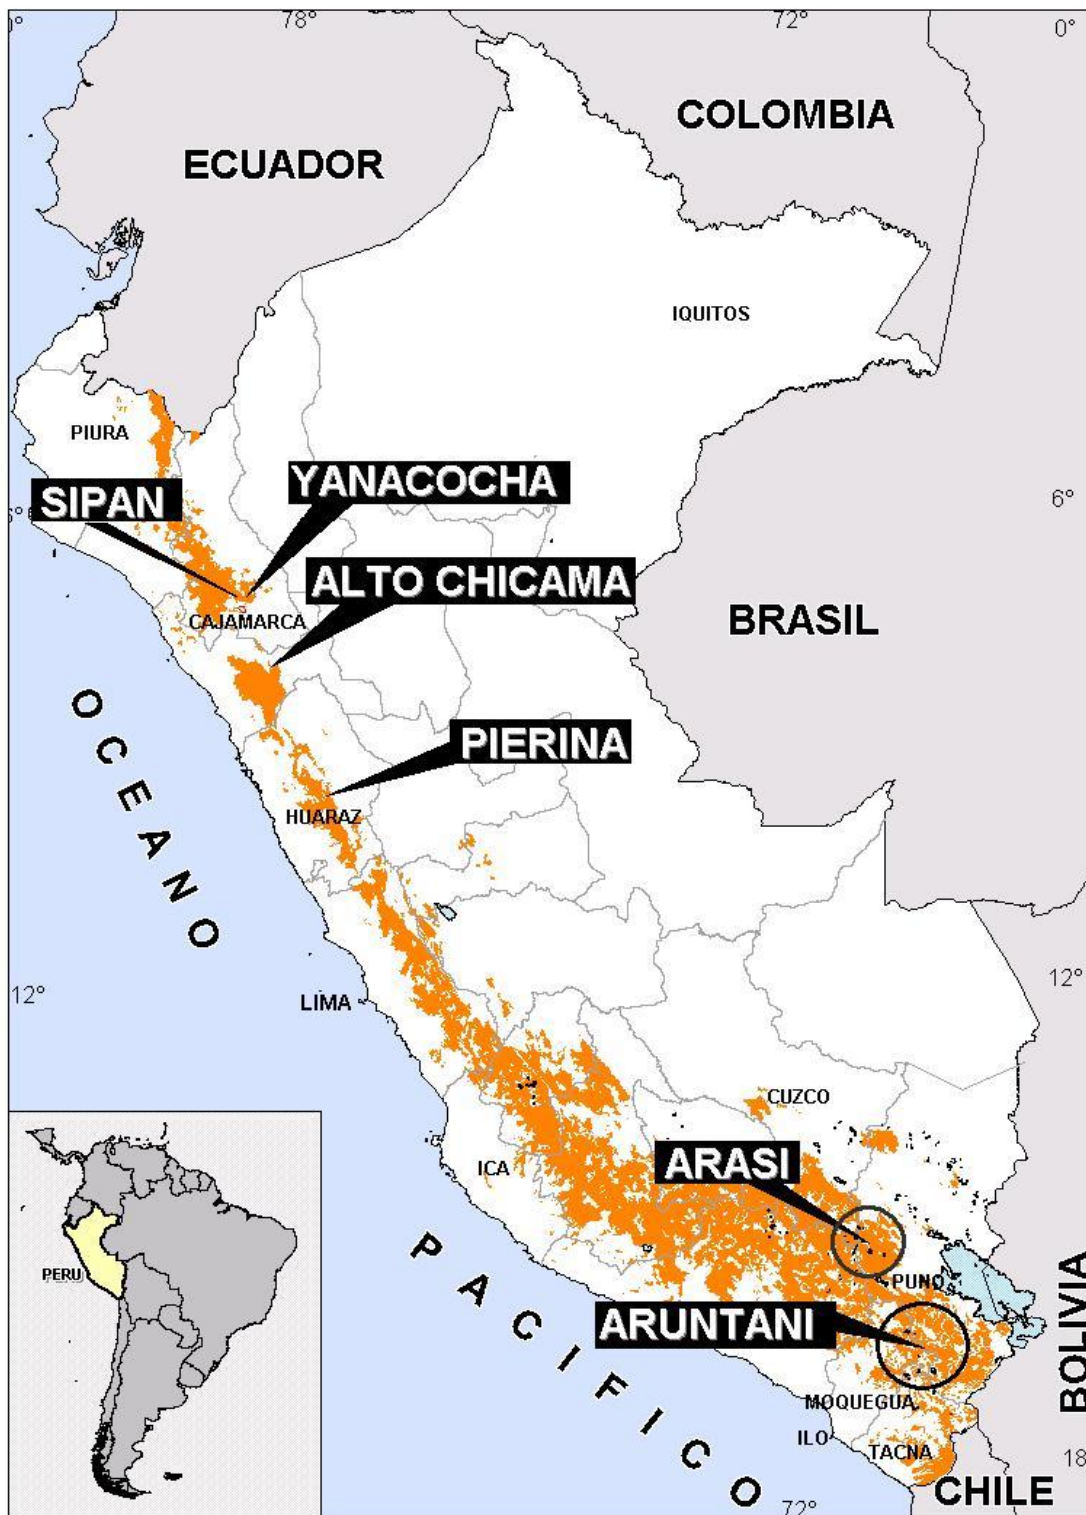 0°
78°
72°
0°
COLOMBIA
ECUADOR
IQUITOS
PIURA
YANACOCHA
SIPAN
6°
ALTO CHICAMA
CAJAMARCA
BRASIL
PIERINA
HUARAZ
OCEANO
12°
LIMA
12°
CUZCO
ICA
ARASI
PERU
PUNO
PACIFICO
ARUNTANI
BOLIVIA
MOQUEGUA
ILO
TACNA
18
CHILE
72°